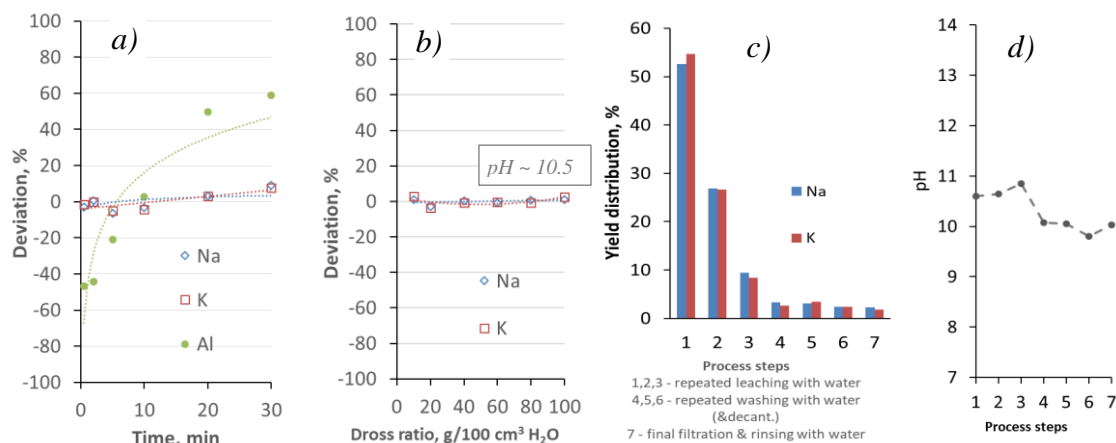 a)
100
80
60
40
20
0
-20
-40
-60
-80
-100
Deviation, %
Na
K
Al
0 10 20 30
Time, min
b)
100
80
60
40
20
0
-20
-40
-60
-80
-100
Deviation, %
pH ~ 10.5
Na
K
0 20 40 60 80 100
Dross ratio, g/100 cm³ H₂O
c)
60
50
40
30
20
10
0
Yield distribution, %
Na
K
1 2 3 4 5 6 7
Process steps
1,2,3 - repeated leaching with water
4,5,6 - repeated washing with water
(&decant.)
7 - final filtration & rinsing with water
d)
14
13
12
11
10
9
8
7
pH
1 2 3 4 5 6 7
Process steps